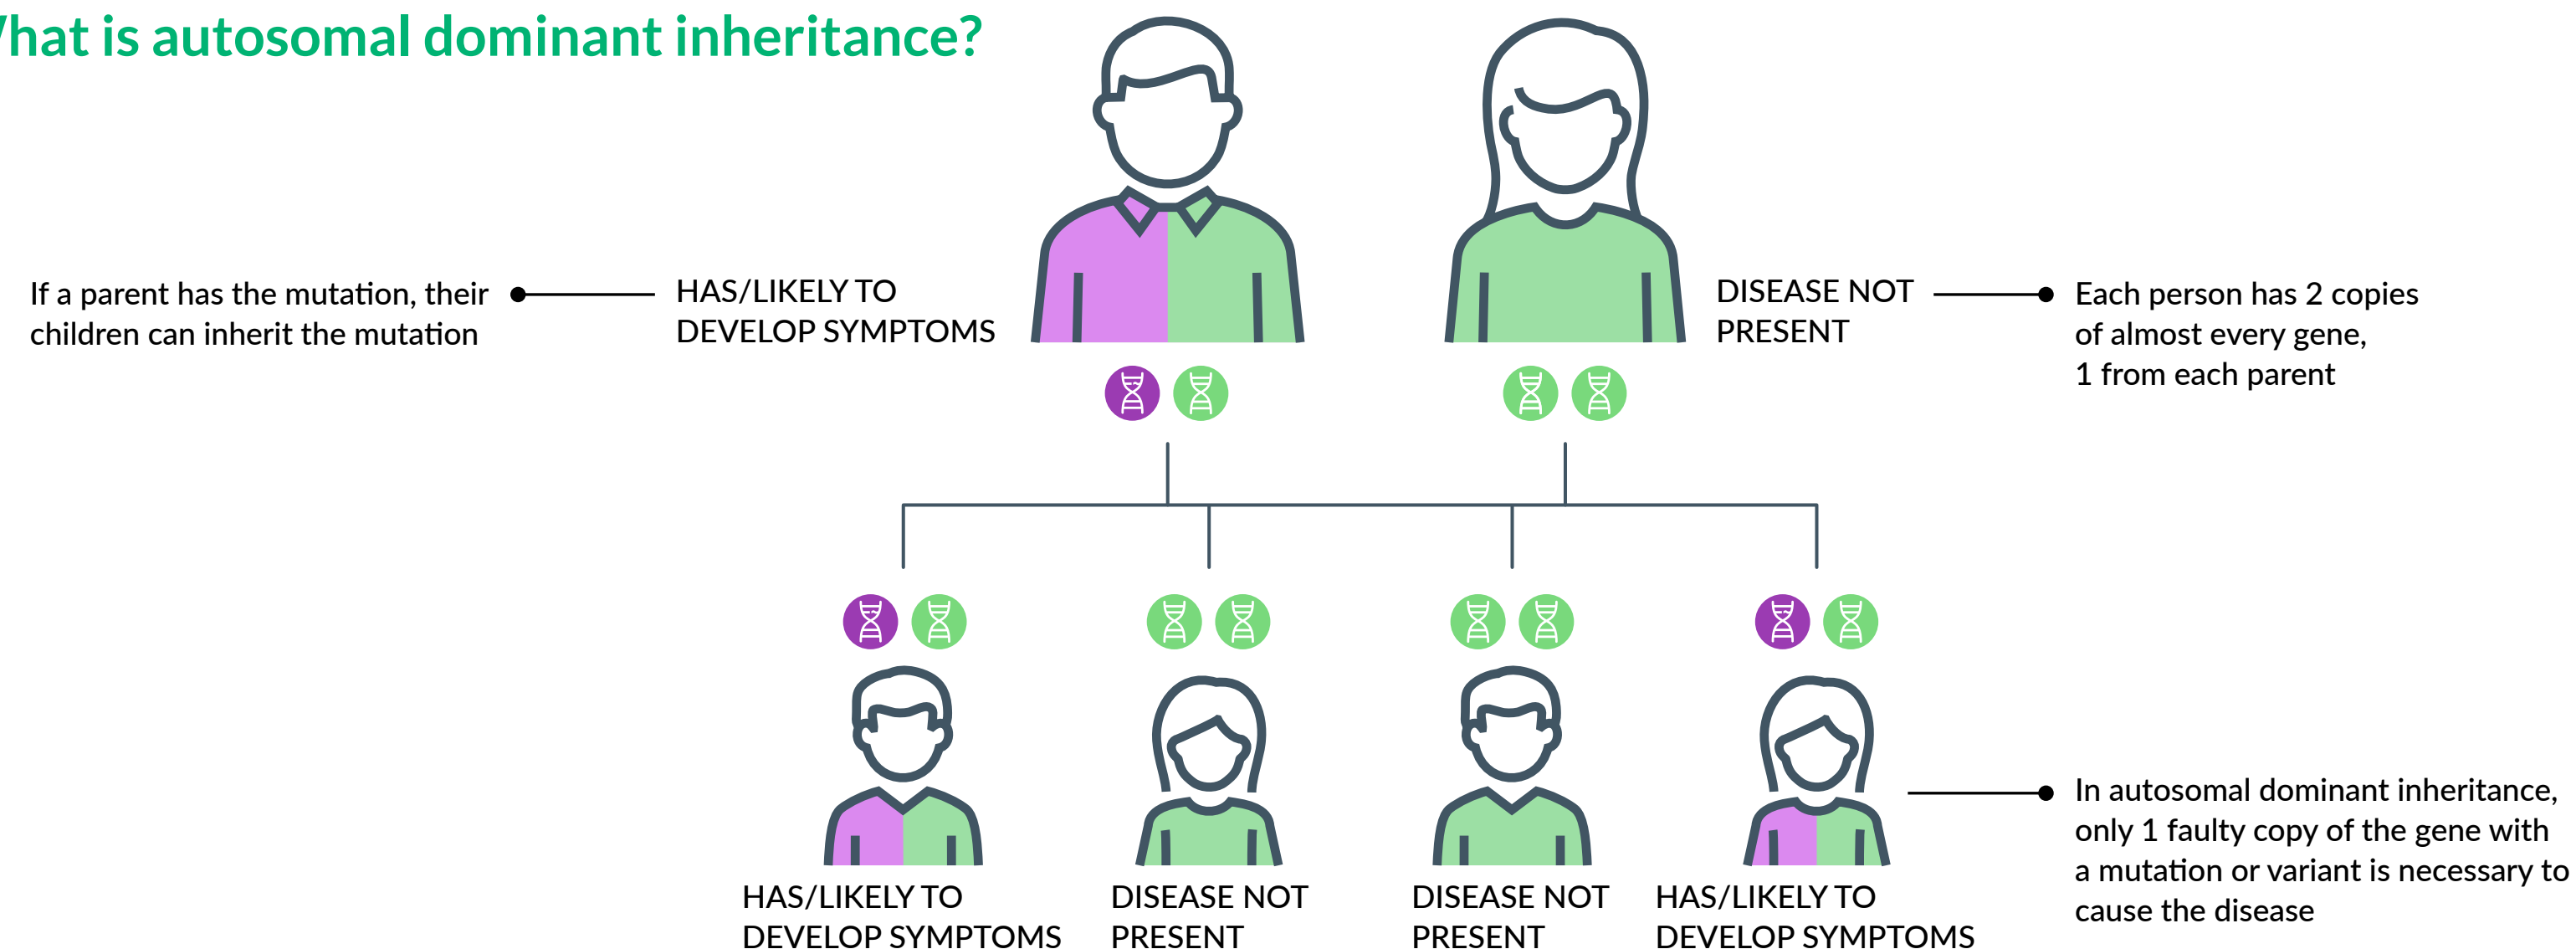 What is autosomal dominant inheritance?
If a parent has the mutation, their
children can inherit the mutation
HAS/LIKELY TO
DEVELOP SYMPTOMS
DISEASE NOT
PRESENT
Each person has 2 copies
of almost every gene,
1 from each parent
HAS/LIKELY TO
DEVELOP SYMPTOMS
DISEASE NOT
PRESENT
DISEASE NOT
PRESENT
HAS/LIKELY TO
DEVELOP SYMPTOMS
In autosomal dominant inheritance,
only 1 faulty copy of the gene with
a mutation or variant is necessary to
cause the disease